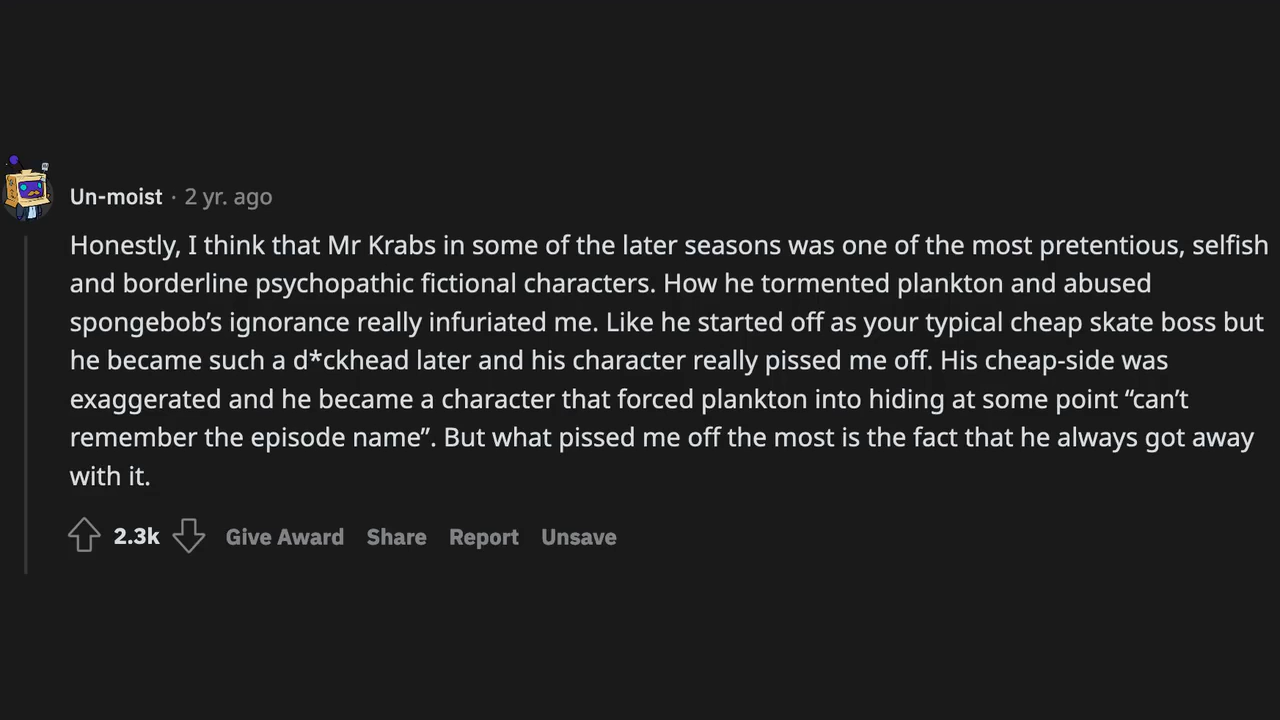 Un-moist · 2 yr. ago
Honestly, I think that Mr Krabs in some of the later seasons was one of the most pretentious, selfish
and borderline psychopathic fictional characters. How he tormented plankton and abused
spongebob’s ignorance really infuriated me. Like he started off as your typical cheap skate boss but
he became such a d*ckhead later and his character really pissed me off. His cheap-side was
exaggerated and he became a character that forced plankton into hiding at some point “can’t
remember the episode name”. But what pissed me off the most is the fact that he always got away
with it.
2.3k Give Award Share Report Unsave